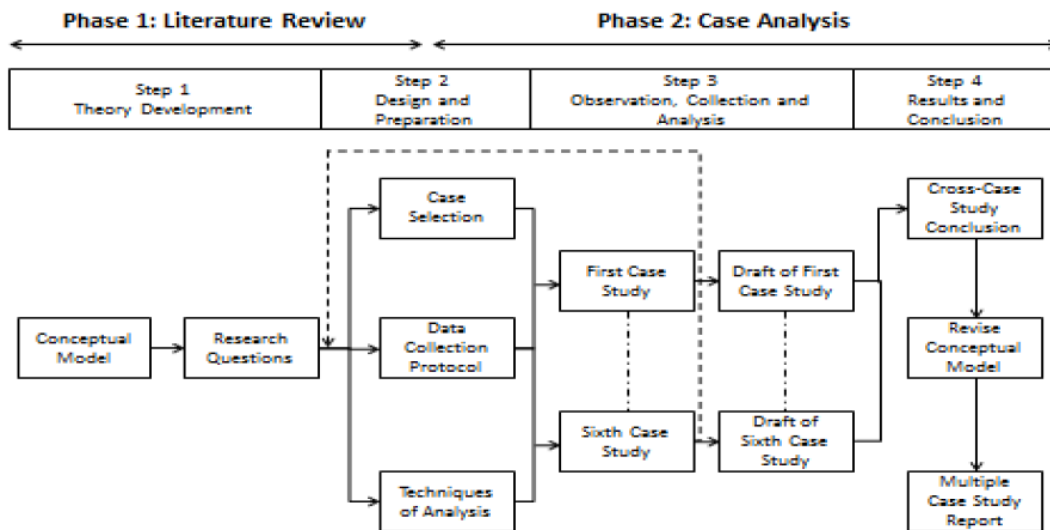 Phase 1: Literature Review
Phase 2: Case Analysis
Step 1
Theory Development
Step 2
Design and
Preparation
Step 3
Observation, Collection and
Analysis
Step 4
Results and
Conclusion
Conceptual
Model
Research
Questions
Case
Selection
Data
Collection
Protocol
Techniques
of Analysis
First Case
Study
Sixth Case
Study
Draft of First
Case Study
Draft of
Sixth Case
Study
Cross-Case
Study
Conclusion
Revise
Conceptual
Model
Multiple
Case Study
Report